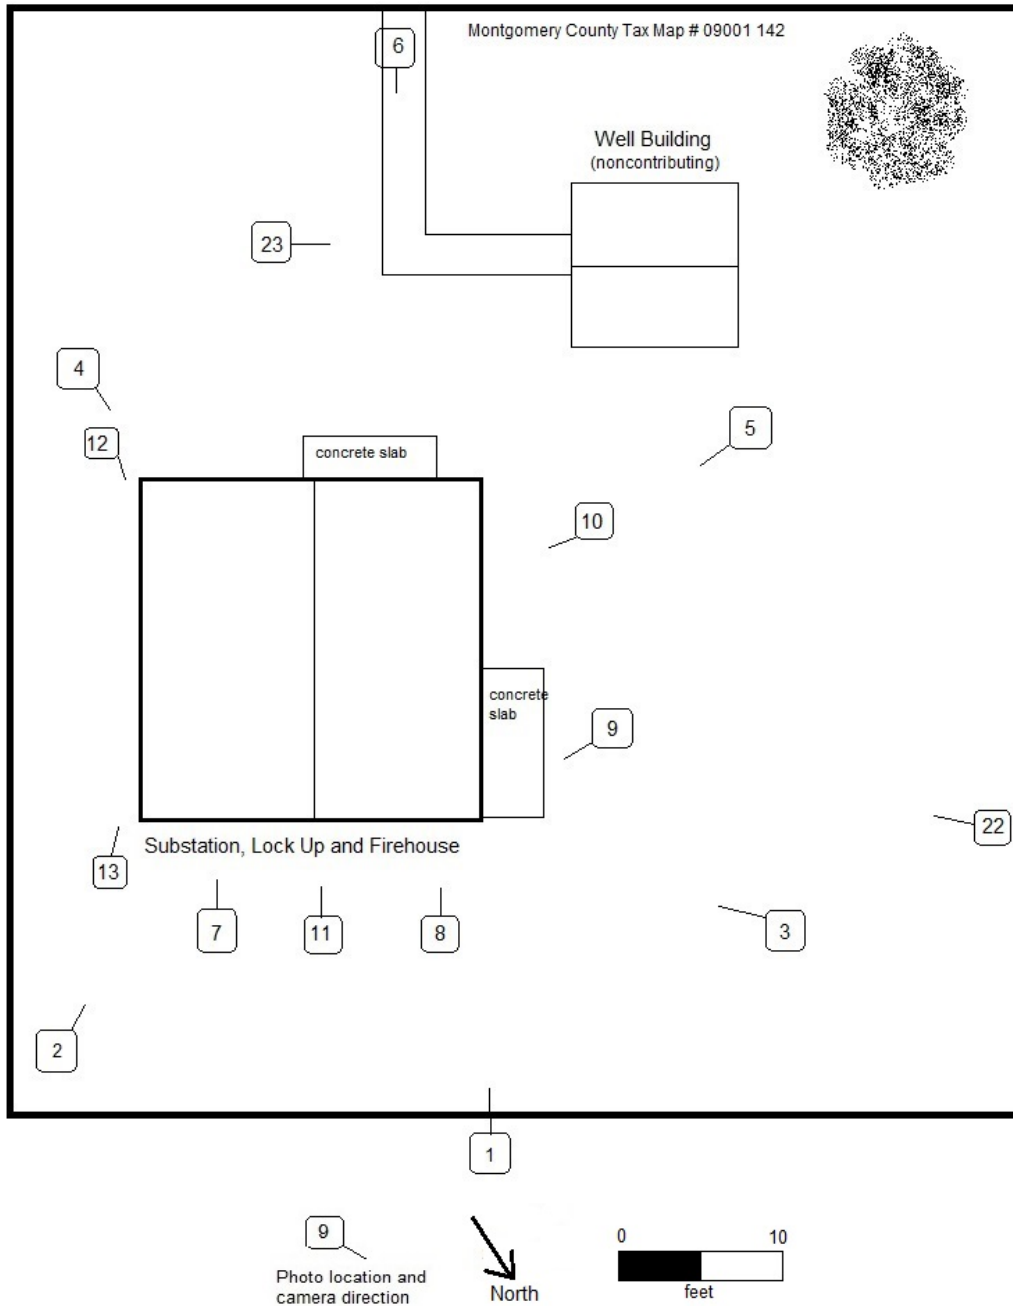 Montgomery County Tax Map # 09001 142
6
Well Building
(noncontributing)
23
4
5
12
concrete slab
10
concrete
slab
9
22
Substation, Lock Up and Firehouse
13
7
11
8
3
2
1
9
Photo location and
camera direction
North
0 10
feet